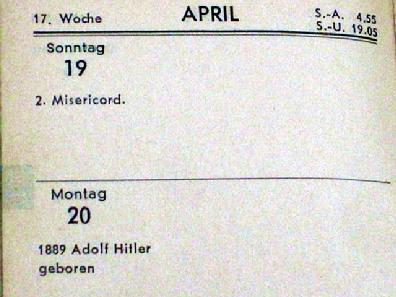 17. Woche APRIL S.-A. 4.55
S.-U. 19.05
Sonntag
19
2. Misericord.
Montag
20
1889 Adolf Hitler
geboren